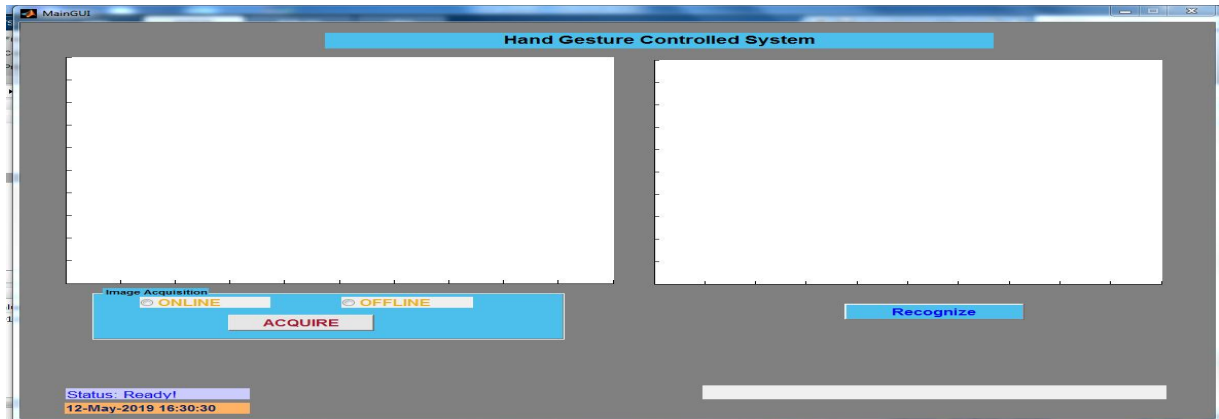 MainGUI
Hand Gesture Controlled System
Image Acquisition
ONLINE OFFLINE
ACQUIRE
Recognize
Status: Ready!
12-May-2019 16:30:30